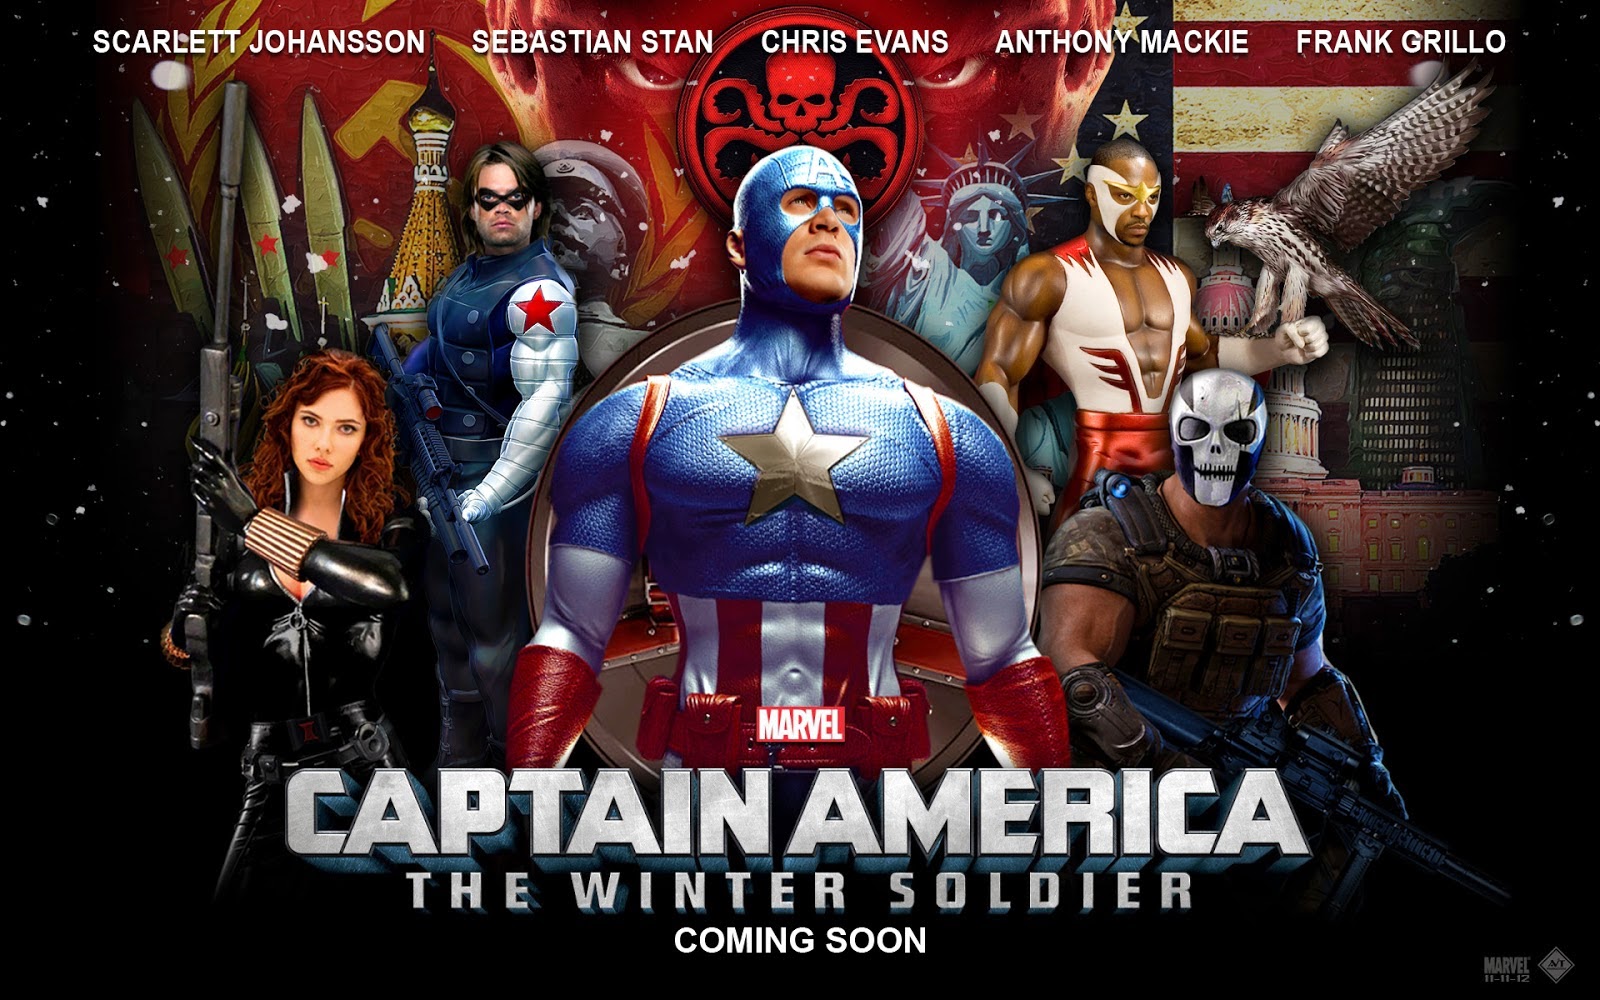 SCARLETT JOHANSSON SEBASTIAN STAN CHRIS EVANS ANTHONY MACKIE FRANK GRILLO
A
MARVEL
CAPTAIN AMERICA
THE WINTER SOLDIER
COMING SOON
MARVEL
11-11-12